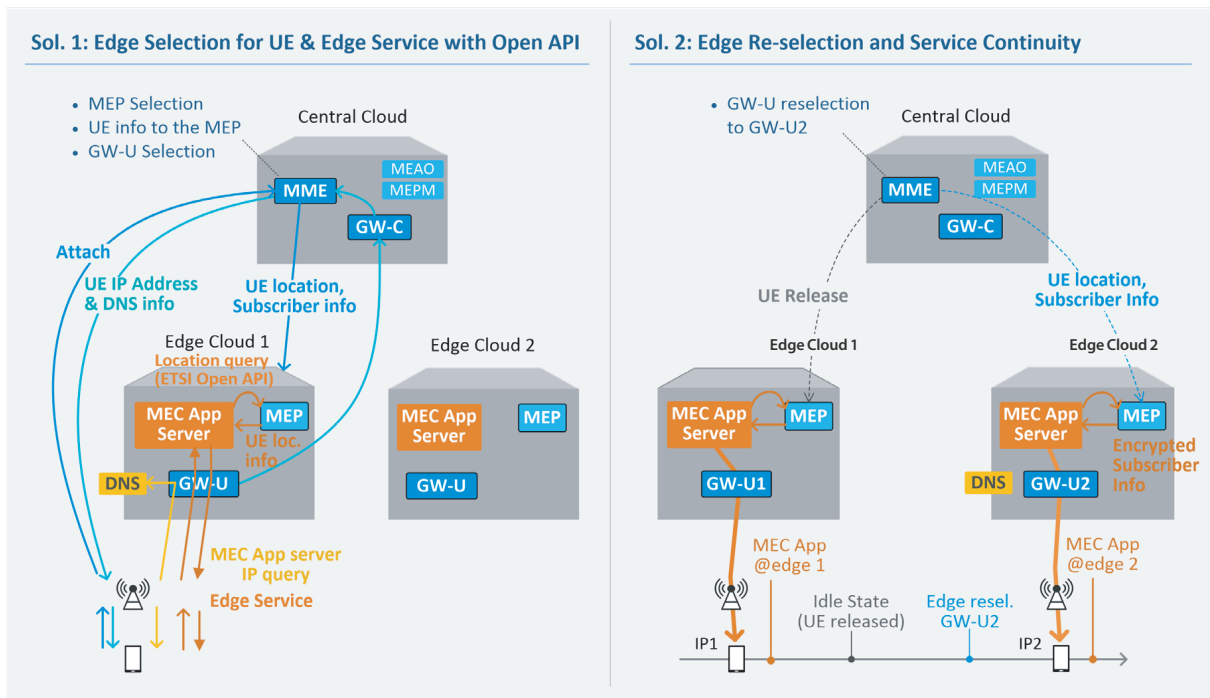 Sol. 1: Edge Selection for UE & Edge Service with Open API
• MEP Selection
• UE info to the MEP
• GW-U Selection
Central Cloud
MEAO
MEPM
MME
GW-C
Attach
UE IP Address
& DNS info
UE location,
Subscriber info
Edge Cloud 1
Location query
(ETSI Open API)
MEC App
Server
MEP
UE loc.
info
DNS
GW-U
Edge Cloud 2
MEC App
Server
MEP
GW-U
MEC App server
IP query
Edge Service
Sol. 2: Edge Re-selection and Service Continuity
• GW-U reselection
to GW-U2
Central Cloud
MEAO
MEPM
MME
GW-C
UE Release
UE location,
Subscriber Info
Edge Cloud 1
MEC App
Server
MEP
GW-U1
Edge Cloud 2
MEC App
Server
MEP
Encrypted
Subscriber
Info
DNS
GW-U2
MEC App
@edge 1
MEC App
@edge 2
Idle State
(UE released)
Edge resel.
GW-U2
IP1
IP2